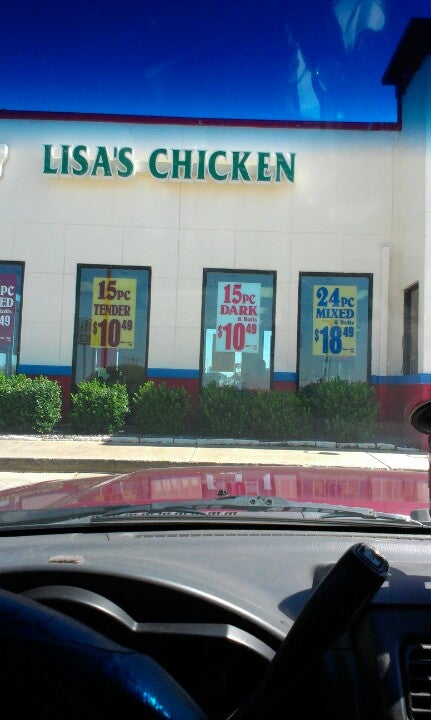 LISA'S CHICKEN
PC
ED
49
15PC
TENDER
$10 49
15PC
DARK
& Rolls
$10 49
24PC
MIXED
& Rolls
$18 49